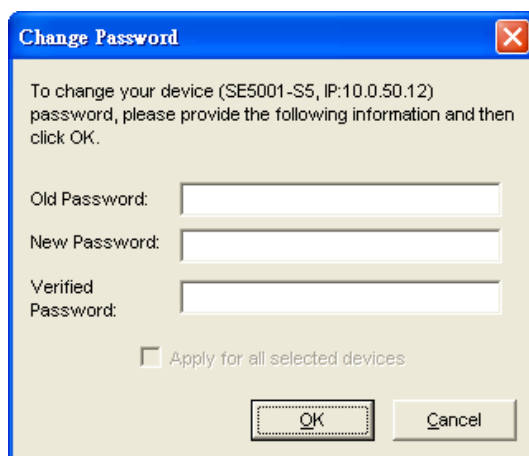 Change Password
To change your device (SE5001-S5, IP:10.0.50.12)
password, please provide the following information and then
click OK.
Old Password:
New Password:
Verified
Password:
Apply for all selected devices
OK
Cancel